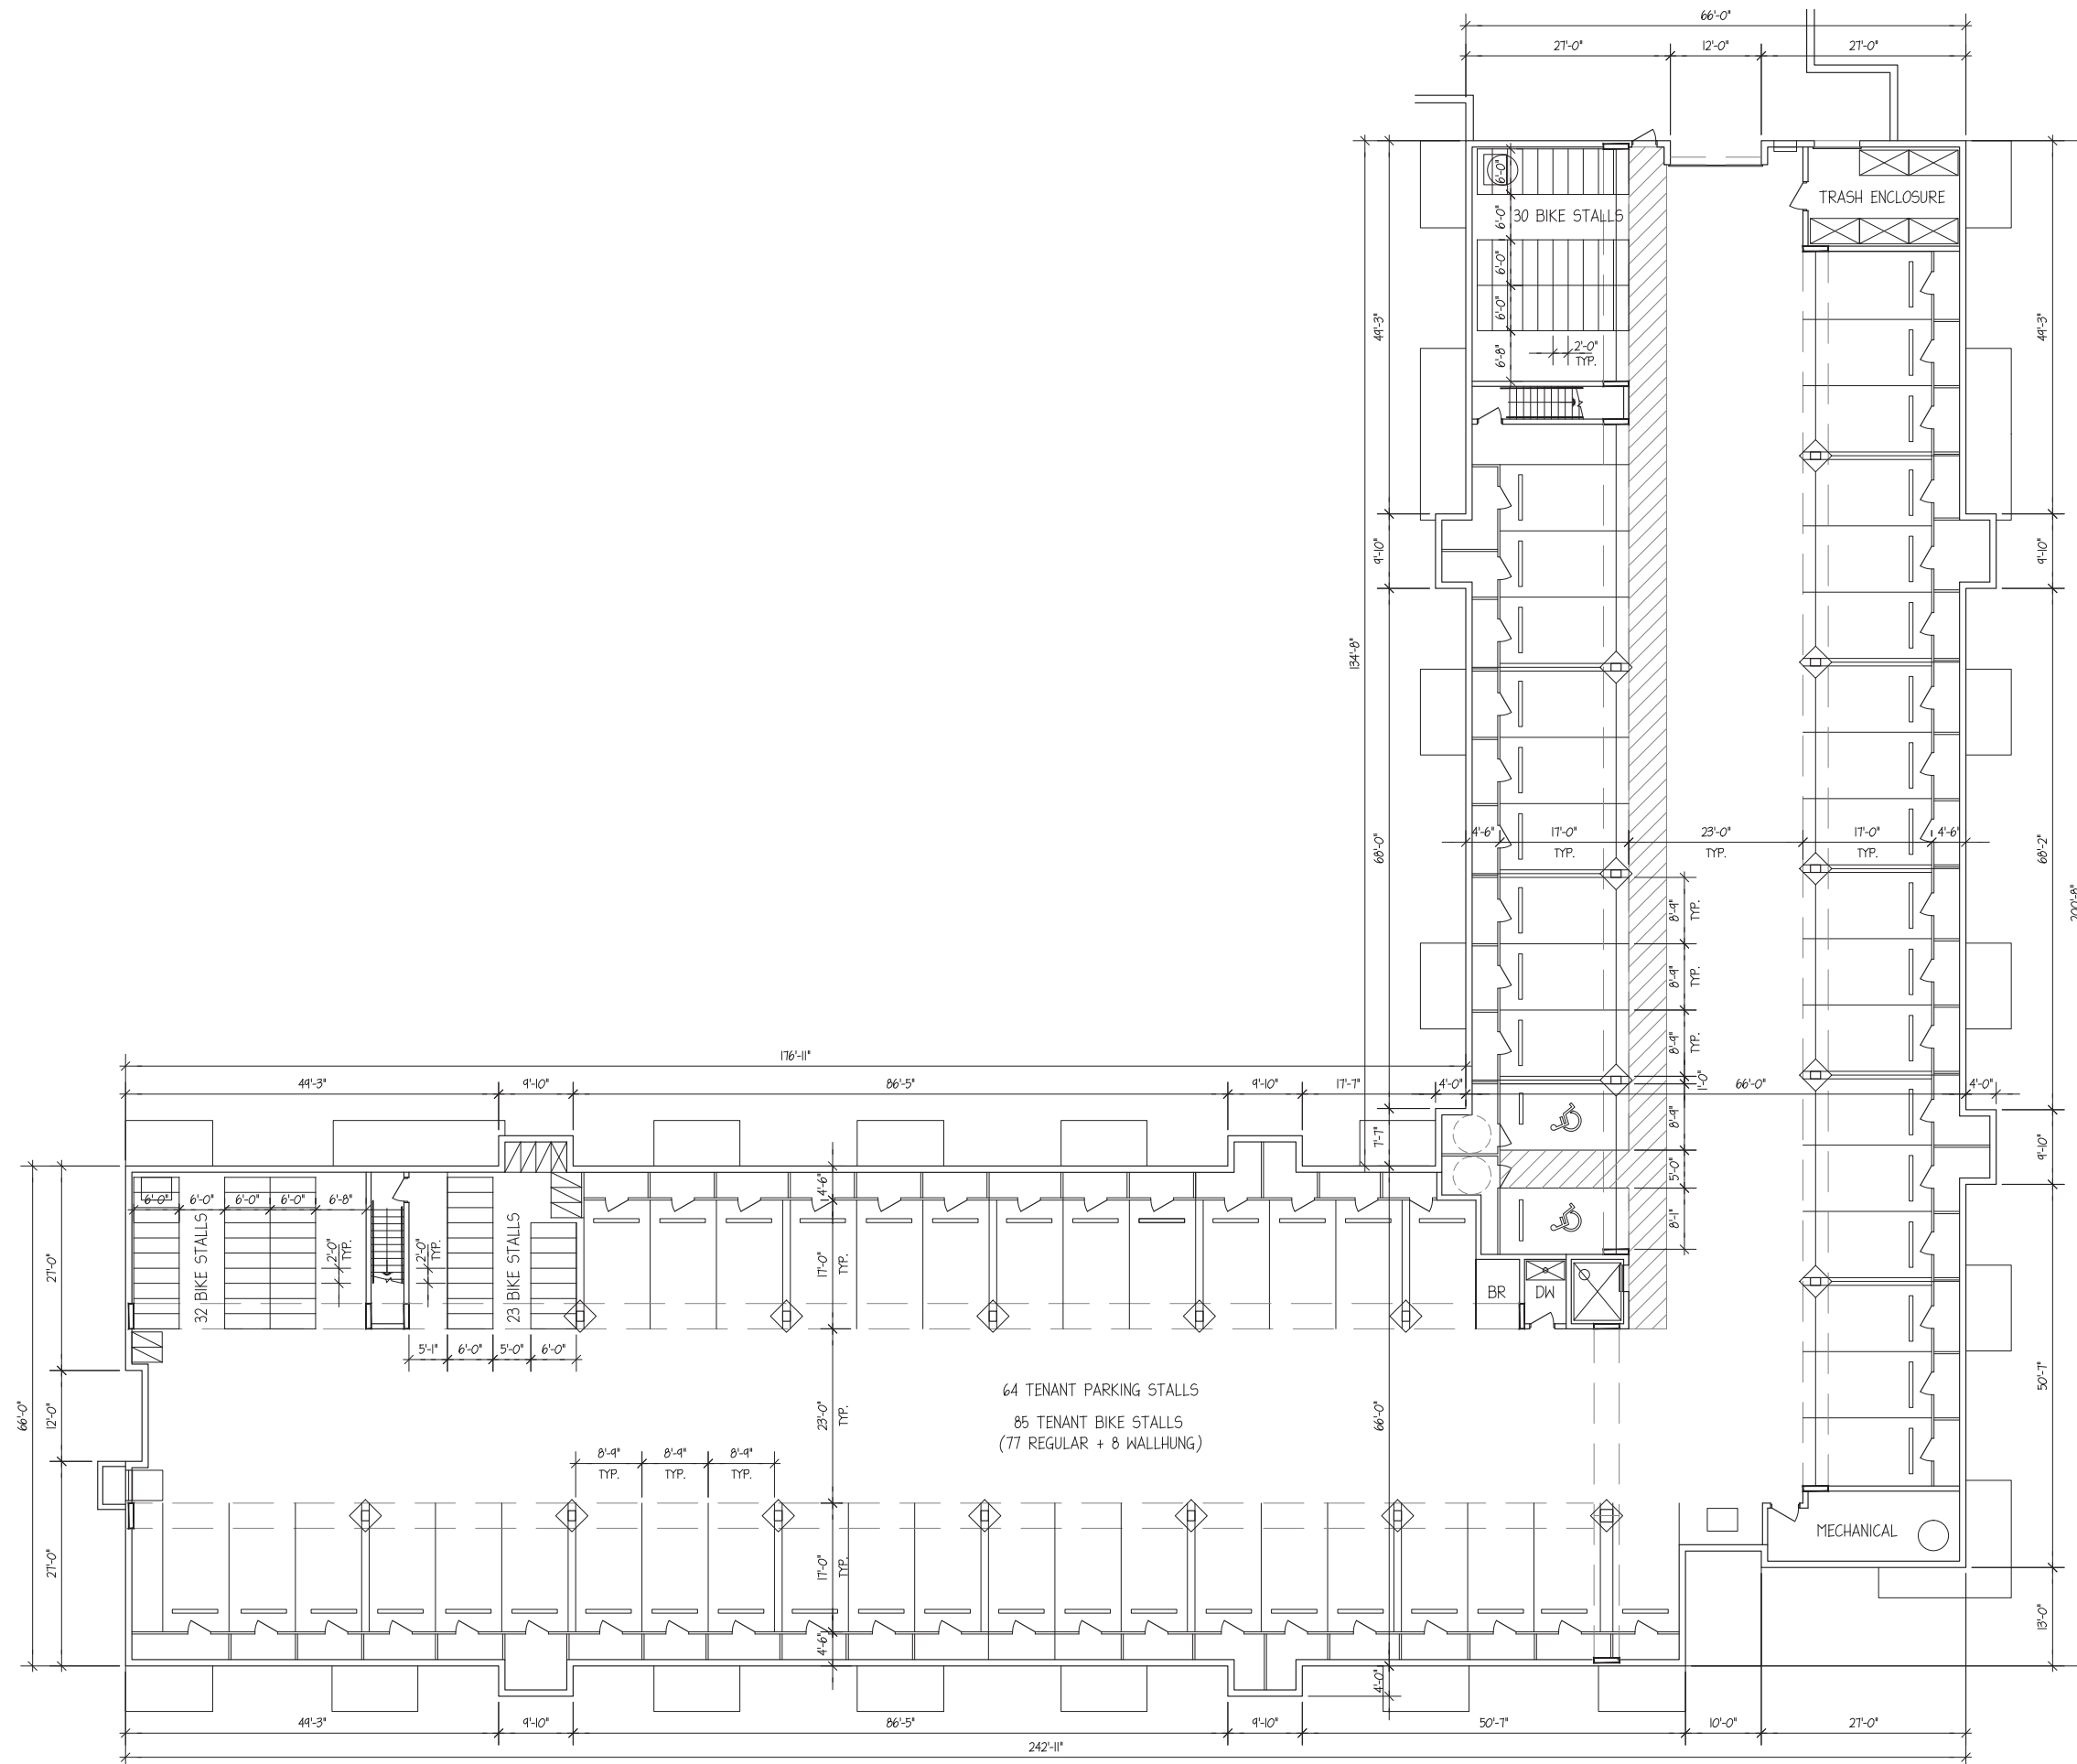 66'-0"
27'-0" 12'-0" 27'-0"
6'-0"
TRASH ENCLOSURE
30 BIKE STALLS
6'-0"
6'-0"
6'-0"
49'-3"
49'-3"
2'-0"
TYP.
6'-8"
9'-10"
9'-10"
134'-8"
68'-0"
4'-6" 17'-0" 23'-0" 17'-0" 4'-6"
TYP. TYP. TYP.
68'-2"
200'-8"
8'-9" TYP.
8'-9" TYP.
8'-9" TYP.
1'-0"
176'-11"
49'-3" 9'-10" 86'-5" 9'-10" 17'-7" 4'-0" 66'-0" 4'-0"
8'-9"
7'-7"
9'-10"
5'-0"
4'-6"
6'-0" 6'-0" 6'-0" 6'-0" 6'-8"
8'-1"
32 BIKE STALLS
2'-0" TYP.
2'-0" TYP.
23 BIKE STALLS
17'-0" TYP.
27'-0"
BR DW
5'-1" 6'-0" 5'-0" 6'-0"
50'-7"
64 TENANT PARKING STALLS
85 TENANT BIKE STALLS
(77 REGULAR + 8 WALLHUNG)
66'-0"
12'-0"
23'-0" TYP.
66'-0"
8'-9" 8'-9" 8'-9"
TYP. TYP. TYP.
MECHANICAL
27'-0"
17'-0" TYP.
13'-0"
4'-6"
4'-0"
49'-3" 9'-10" 86'-5" 9'-10" 50'-7" 10'-0" 27'-0"
242'-11"